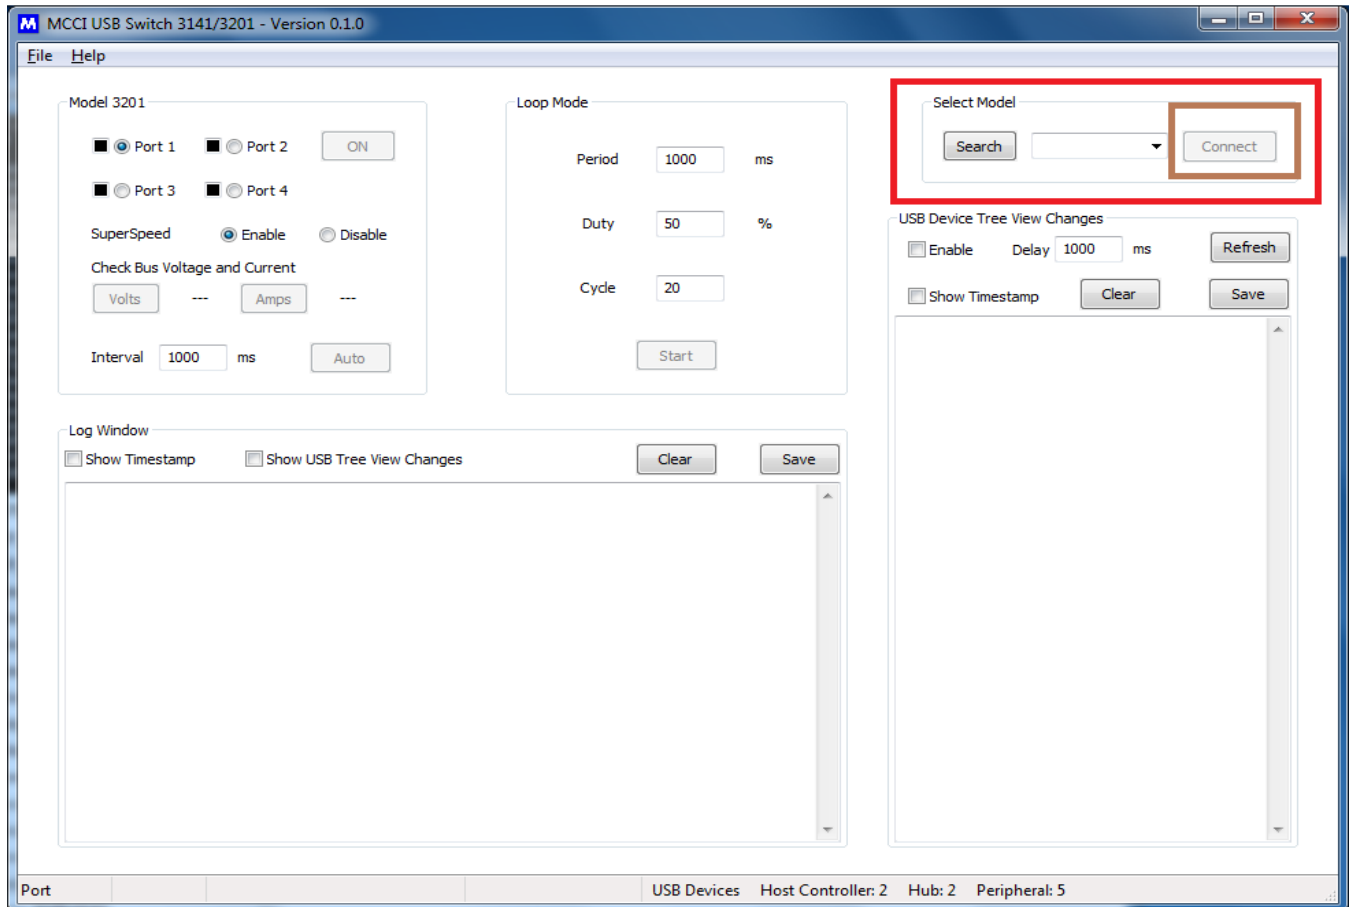 MCCI USB Switch 3141/3201 - Version 0.1.0
File Help
Model 3201
Port 1 Port 2 ON
Port 3 Port 4
SuperSpeed Enable Disable
Check Bus Voltage and Current
Volts --- Amps ---
Interval 1000 ms Auto
Loop Mode
Period 1000 ms
Duty 50 %
Cycle 20
Start
Select Model
Search Connect
USB Device Tree View Changes
Enable Delay 1000 ms Refresh
Show Timestamp Clear Save
Log Window
Show Timestamp Show USB Tree View Changes Clear Save
Port USB Devices Host Controller: 2 Hub: 2 Peripheral: 5